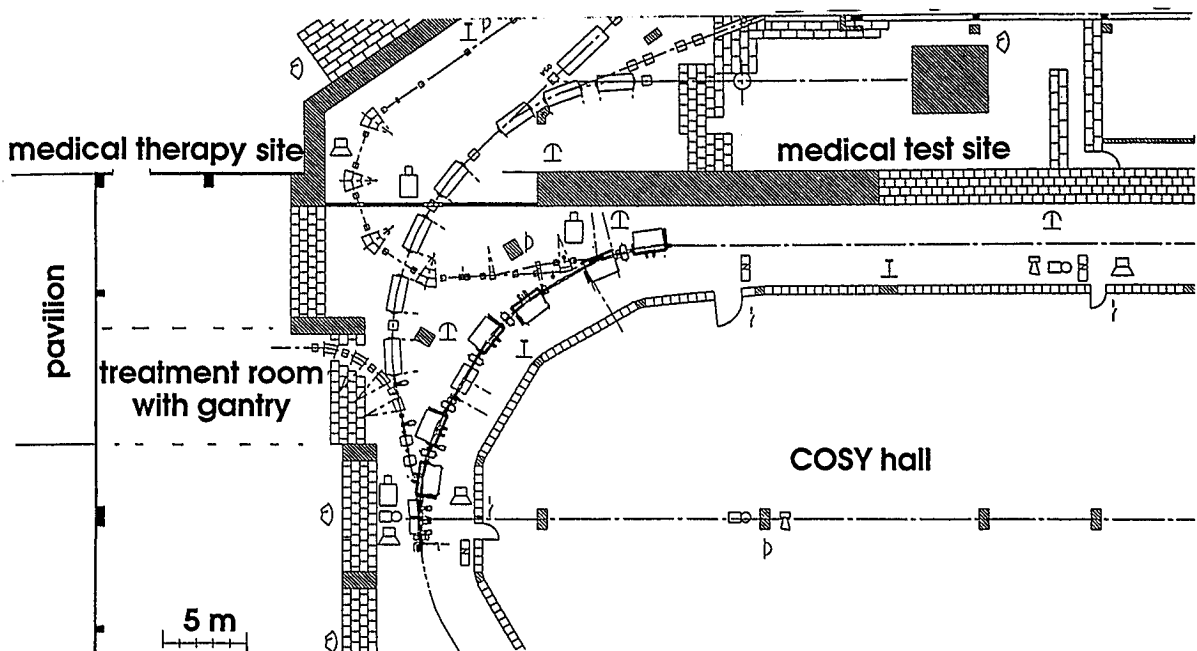 medical therapy site
medical test site
pavilion
treatment room
with gantry
COSY hall
5 m